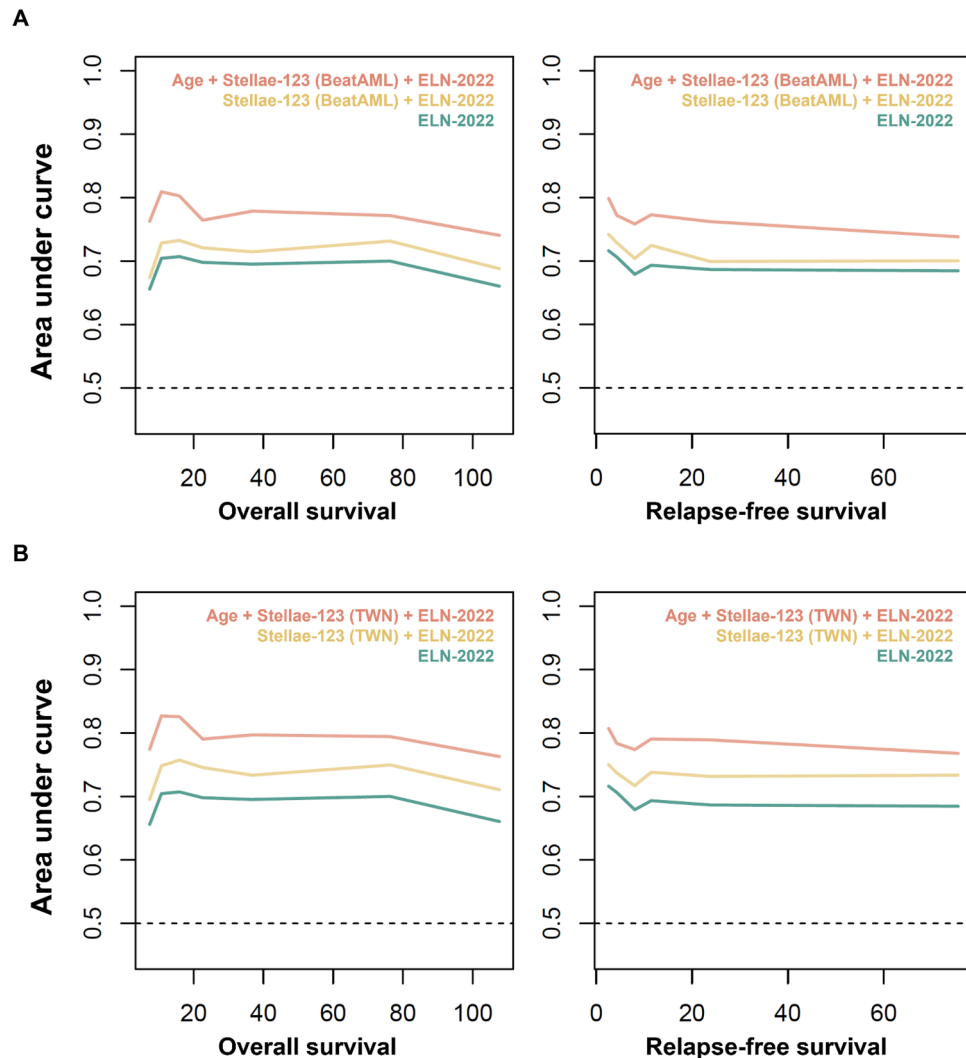 A
Area under curve
1.0
0.9
0.8
0.7
0.6
0.5
Age + Stellae-123 (BeatAML) + ELN-2022
Stellae-123 (BeatAML) + ELN-2022
ELN-2022
20 40 60 80 100
Overall survival
1.0
0.9
0.8
0.7
0.6
0.5
Age + Stellae-123 (BeatAML) + ELN-2022
Stellae-123 (BeatAML) + ELN-2022
ELN-2022
0 20 40 60
Relapse-free survival
B
Area under curve
1.0
0.9
0.8
0.7
0.6
0.5
Age + Stellae-123 (TWN) + ELN-2022
Stellae-123 (TWN) + ELN-2022
ELN-2022
20 40 60 80 100
Overall survival
1.0
0.9
0.8
0.7
0.6
0.5
Age + Stellae-123 (TWN) + ELN-2022
Stellae-123 (TWN) + ELN-2022
ELN-2022
0 20 40 60
Relapse-free survival